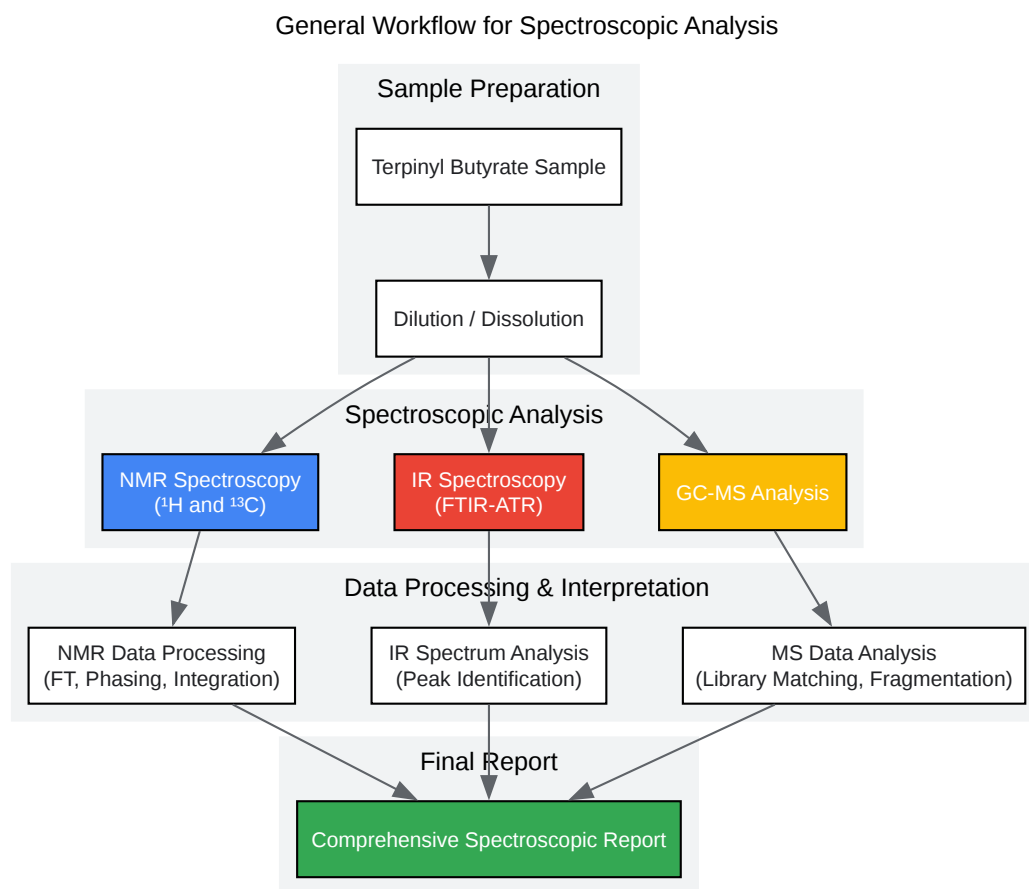 General Workflow for Spectroscopic Analysis
Sample Preparation
Terpinyl Butyrate Sample
Dilution / Dissolution
Spectroscopic Analysis
NMR Spectroscopy
(¹H and ¹³C)
IR Spectroscopy
(FTIR-ATR)
GC-MS Analysis
Data Processing & Interpretation
NMR Data Processing
(FT, Phasing, Integration)
IR Spectrum Analysis
(Peak Identification)
MS Data Analysis
(Library Matching, Fragmentation)
Final Report
Comprehensive Spectroscopic Report